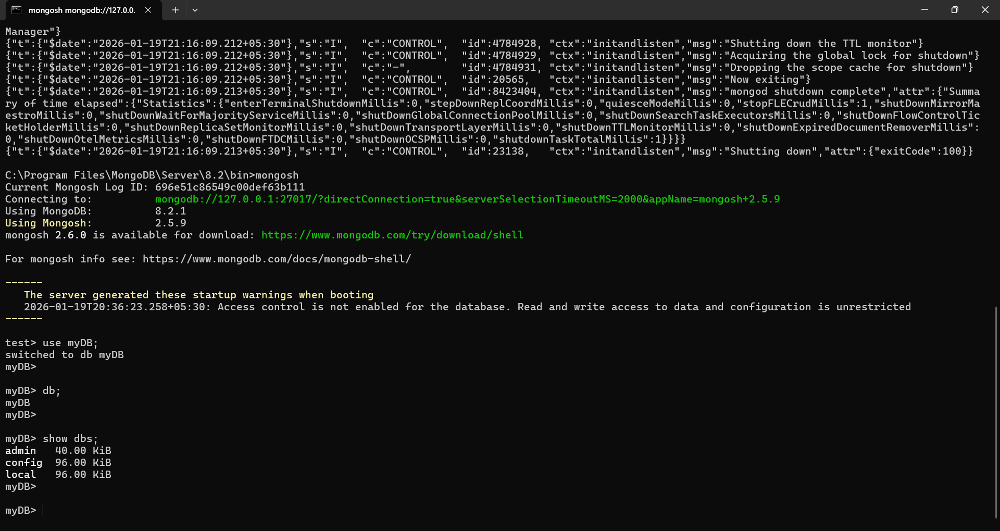 mongosh mongodb://127.0.0.
Manager"}
{"t":{"$date":"2026-01-19T21:16:09.212+05:30"},"s":"I",  "c":"CONTROL",  "id":4784928, "ctx":"initandlisten","msg":"Shutting down the TTL monitor"}
{"t":{"$date":"2026-01-19T21:16:09.212+05:30"},"s":"I",  "c":"CONTROL",  "id":4784929, "ctx":"initandlisten","msg":"Acquiring the global lock for shutdown"}
{"t":{"$date":"2026-01-19T21:16:09.212+05:30"},"s":"I",  "c":"-",        "id":4784931, "ctx":"initandlisten","msg":"Dropping the scope cache for shutdown"}
{"t":{"$date":"2026-01-19T21:16:09.212+05:30"},"s":"I",  "c":"CONTROL",  "id":20565,   "ctx":"initandlisten","msg":"Now exiting"}
{"t":{"$date":"2026-01-19T21:16:09.213+05:30"},"s":"I",  "c":"CONTROL",  "id":8423404, "ctx":"initandlisten","msg":"mongod shutdown complete","attr":{"Summa
ry of time elapsed":{"Statistics":{"enterTerminalShutdownMillis":0,"stepDownReplCoordMillis":0,"quiesceModeMillis":0,"stopFLECrudMillis":1,"shutDownMirrorMa
estroMillis":0,"shutDownWaitForMajorityServiceMillis":0,"shutDownGlobalConnectionPoolMillis":0,"shutDownSearchTaskExecutorsMillis":0,"shutDownFlowControlTic
ketHolderMillis":0,"shutDownReplicaSetMonitorMillis":0,"shutDownTransportLayerMillis":0,"shutDownTTLMonitorMillis":0,"shutDownExpiredDocumentRemoverMillis":
0,"shutDownOtelMetricsMillis":0,"shutDownFTDCMillis":0,"shutDownOCSPMillis":0,"shutdownTaskTotalMillis":1}}}}
{"t":{"$date":"2026-01-19T21:16:09.213+05:30"},"s":"I",  "c":"CONTROL",  "id":23138,   "ctx":"initandlisten","msg":"Shutting down","attr":{"exitCode":100}}
C:\Program Files\MongoDB\Server\8.2\bin>mongosh
Current Mongosh Log ID: 696e51c86549c00def63b111
Connecting to:          mongodb://127.0.0.1:27017/?directConnection=true&serverSelectionTimeoutMS=2000&appName=mongosh+2.5.9
Using MongoDB:          8.2.1
Using Mongosh:          2.5.9
mongosh 2.6.0 is available for download: https://www.mongodb.com/try/download/shell
For mongosh info see: https://www.mongodb.com/docs/mongodb-shell/
------
   The server generated these startup warnings when booting
   2026-01-19T20:36:23.258+05:30: Access control is not enabled for the database. Read and write access to data and configuration is unrestricted
------
test> use myDB;
switched to db myDB
myDB>
myDB> db;
myDB
myDB>
myDB> show dbs;
admin   40.00 KiB
config  96.00 KiB
local   96.00 KiB
myDB>
myDB>